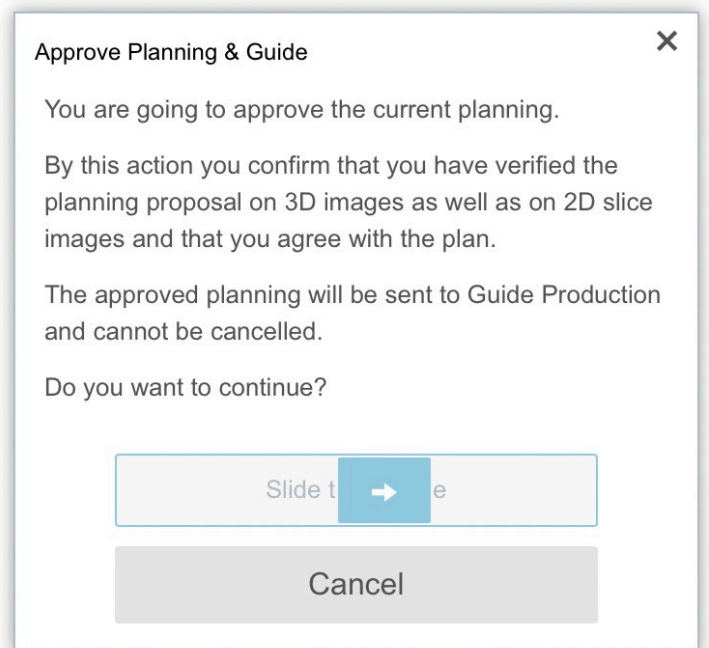 Approve Planning & Guide
You are going to approve the current planning.
By this action you confirm that you have verified the
planning proposal on 3D images as well as on 2D slice
images and that you agree with the plan.
The approved planning will be sent to Guide Production
and cannot be cancelled.
Do you want to continue?
Slide t e
Cancel